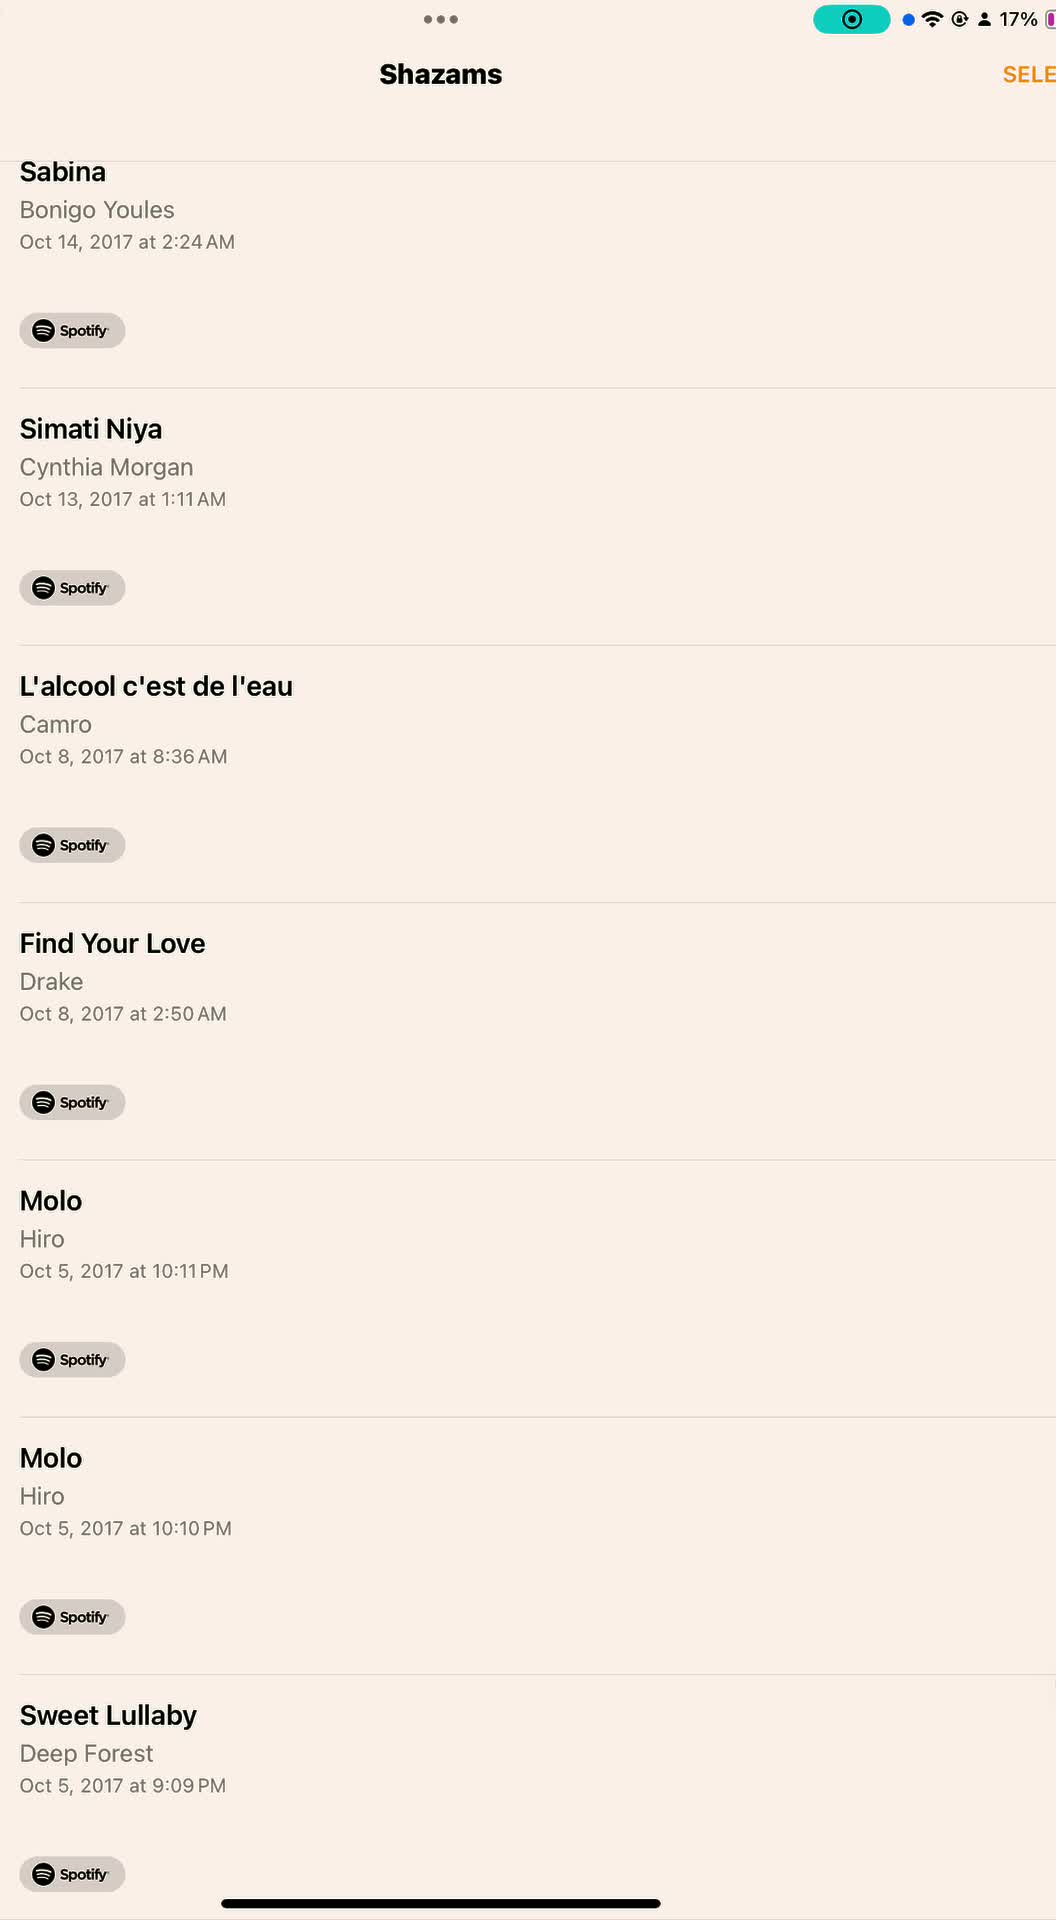 17%
Shazams
SELE
Sabina
Bonigo Youles
Oct 14, 2017 at 2:24 AM
Spotify
Simati Niya
Cynthia Morgan
Oct 13, 2017 at 1:11 AM
Spotify
L'alcool c'est de l'eau
Camro
Oct 8, 2017 at 8:36 AM
Spotify
Find Your Love
Drake
Oct 8, 2017 at 2:50 AM
Spotify
Molo
Hiro
Oct 5, 2017 at 10:11 PM
Spotify
Molo
Hiro
Oct 5, 2017 at 10:10 PM
Spotify
Sweet Lullaby
Deep Forest
Oct 5, 2017 at 9:09 PM
Spotify